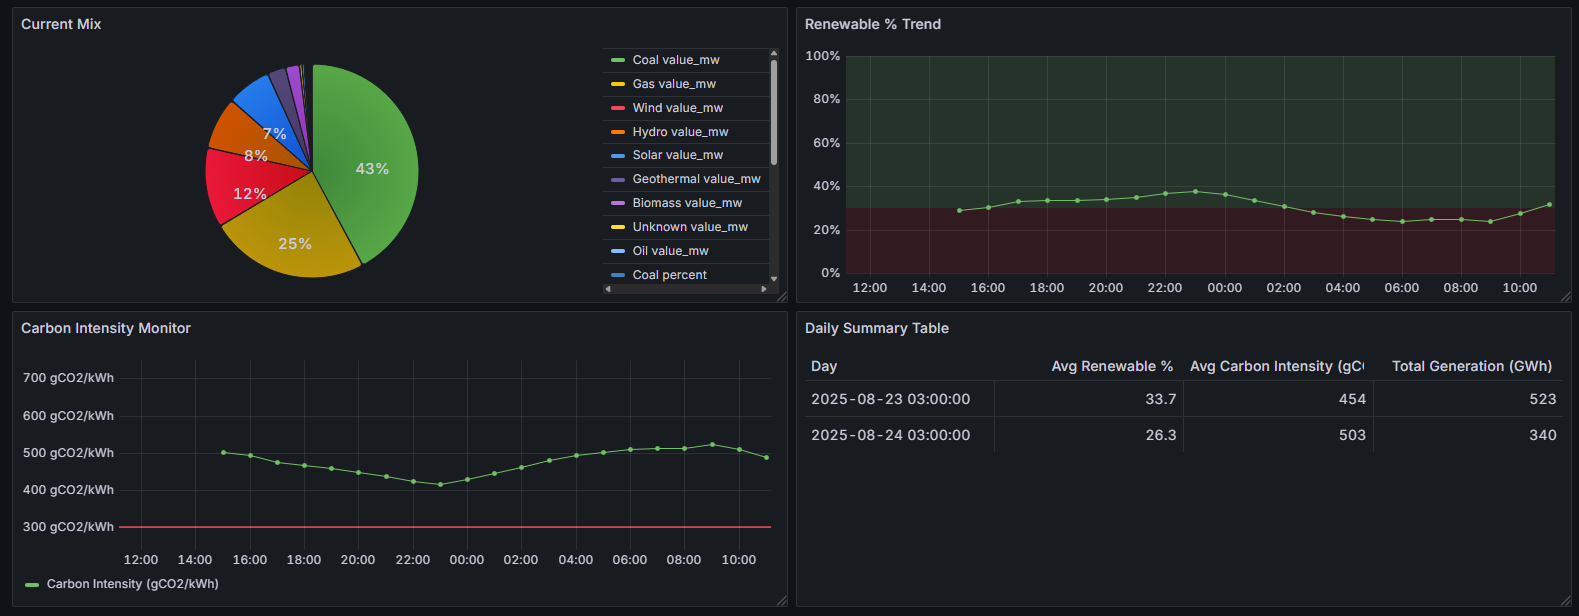 Current Mix
43%
25%
12%
8%
7%
Coal value_mw
Gas value_mw
Wind value_mw
Hydro value_mw
Solar value_mw
Geothermal value_mw
Biomass value_mw
Unknown value_mw
Oil value_mw
Coal percent
Renewable % Trend
100%
80%
60%
40%
20%
0%
12:00 14:00 16:00 18:00 20:00 22:00 00:00 02:00 04:00 06:00 08:00 10:00
Carbon Intensity Monitor
700 gCO2/kWh
600 gCO2/kWh
500 gCO2/kWh
400 gCO2/kWh
300 gCO2/kWh
12:00 14:00 16:00 18:00 20:00 22:00 00:00 02:00 04:00 06:00 08:00 10:00
Carbon Intensity (gCO2/kWh)
Daily Summary Table
Day Avg Renewable % Avg Carbon Intensity (gC Total Generation (GWh)
2025-08-23 03:00:00 33.7 454 523
2025-08-24 03:00:00 26.3 503 340